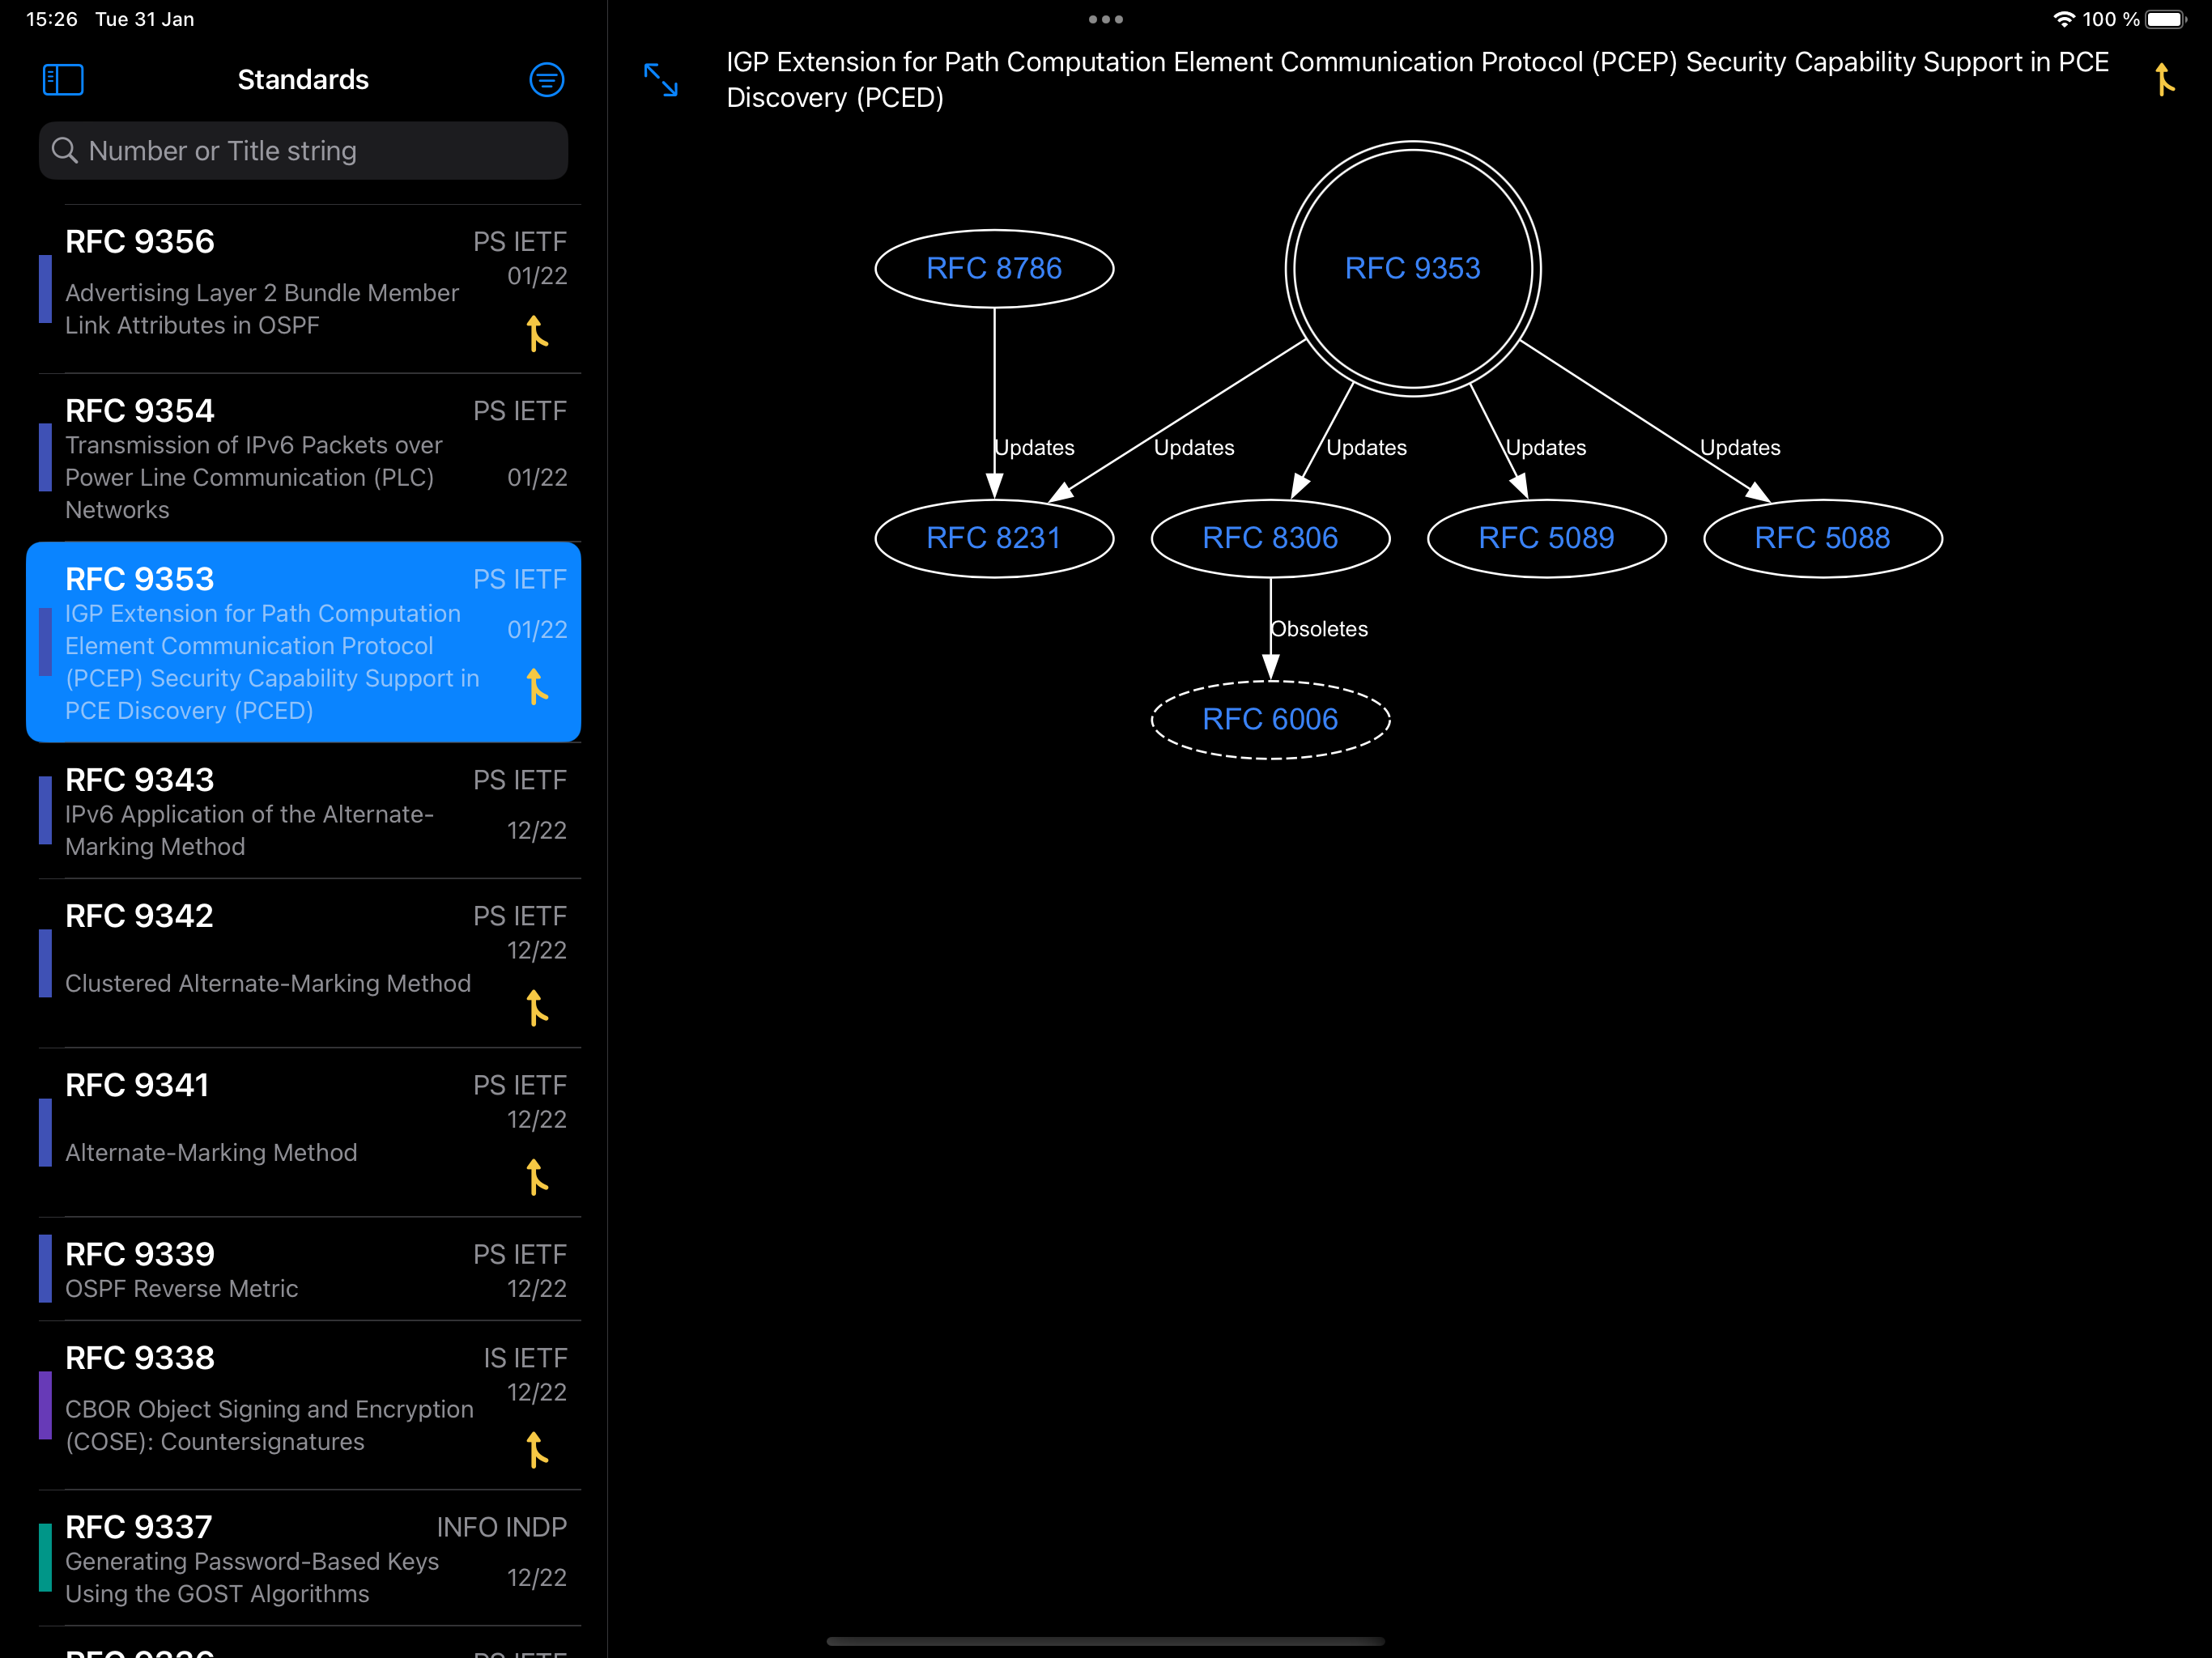 15:26 Tue 31 Jan
100 %
Standards
Number or Title string
RFC 9356
PS IETF
01/22
Advertising Layer 2 Bundle Member
Link Attributes in OSPF
RFC 9354
PS IETF
Transmission of IPv6 Packets over
Power Line Communication (PLC)
Networks
01/22
RFC 9353
PS IETF
IGP Extension for Path Computation
Element Communication Protocol
(PCEP) Security Capability Support in
PCE Discovery (PCED)
01/22
RFC 9343
PS IETF
IPv6 Application of the Alternate-
Marking Method
12/22
RFC 9342
PS IETF
12/22
Clustered Alternate-Marking Method
RFC 9341
PS IETF
12/22
Alternate-Marking Method
RFC 9339
PS IETF
OSPF Reverse Metric
12/22
RFC 9338
IS IETF
12/22
CBOR Object Signing and Encryption
(COSE): Countersignatures
RFC 9337
INFO INDP
Generating Password-Based Keys
Using the GOST Algorithms
12/22
IGP Extension for Path Computation Element Communication Protocol (PCEP) Security Capability Support in PCE
Discovery (PCED)
RFC 8786
RFC 9353
Updates
Updates
Updates
Updates
Updates
RFC 8231
RFC 8306
RFC 5089
RFC 5088
Obsoletes
RFC 6006